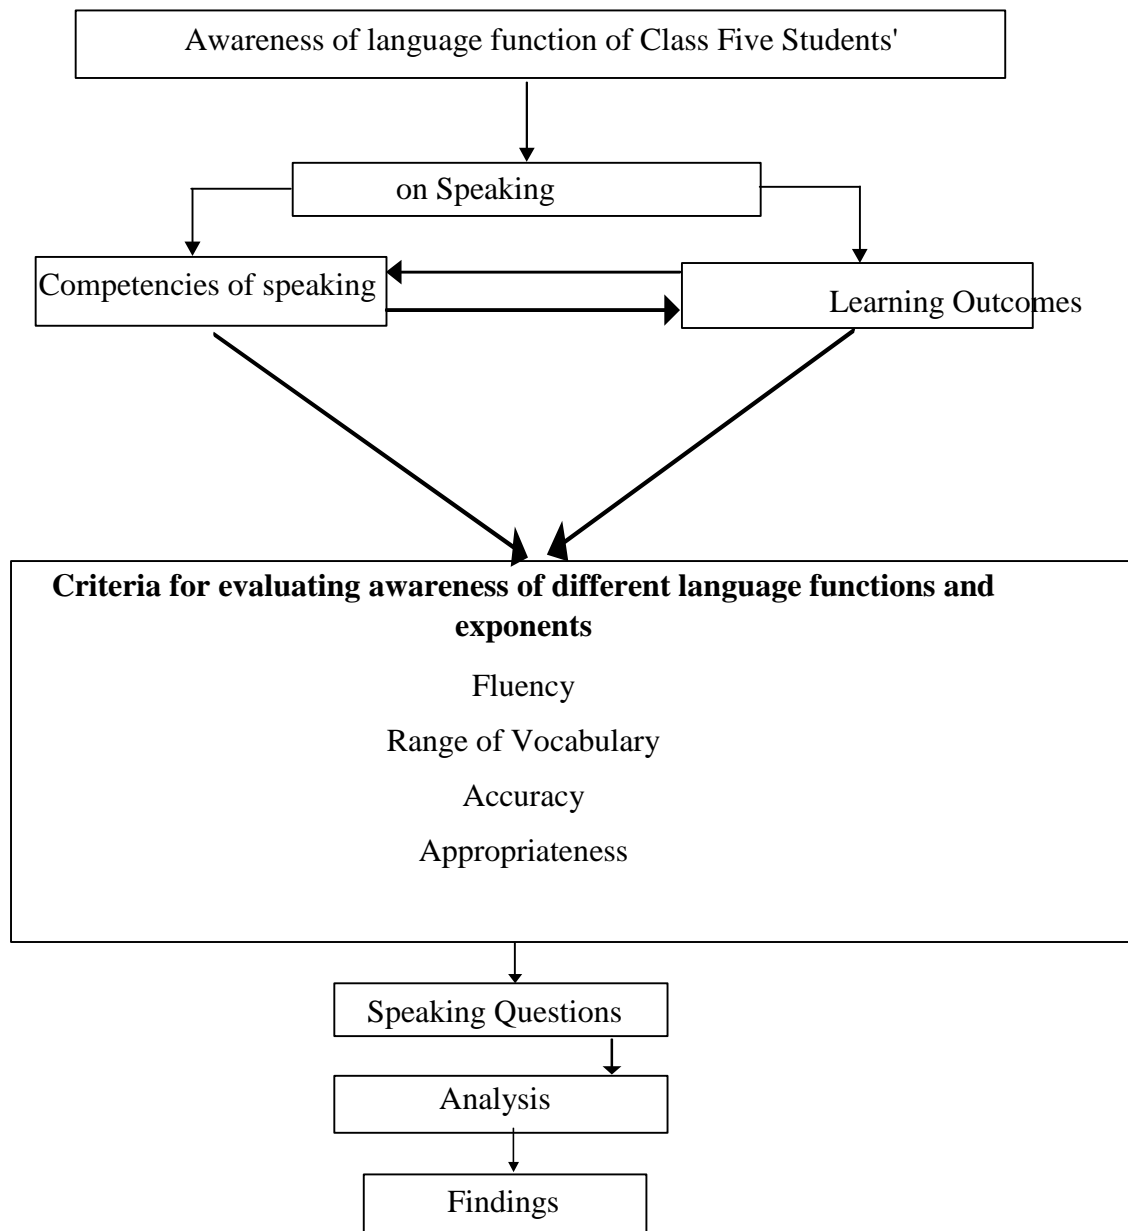 Awareness of language function of Class Five Students'
on Speaking
Competencies of speaking
Learning Outcomes
Criteria for evaluating awareness of different language functions and
exponents
Fluency
Range of Vocabulary
Accuracy
Appropriateness
Speaking Questions
Analysis
Findings